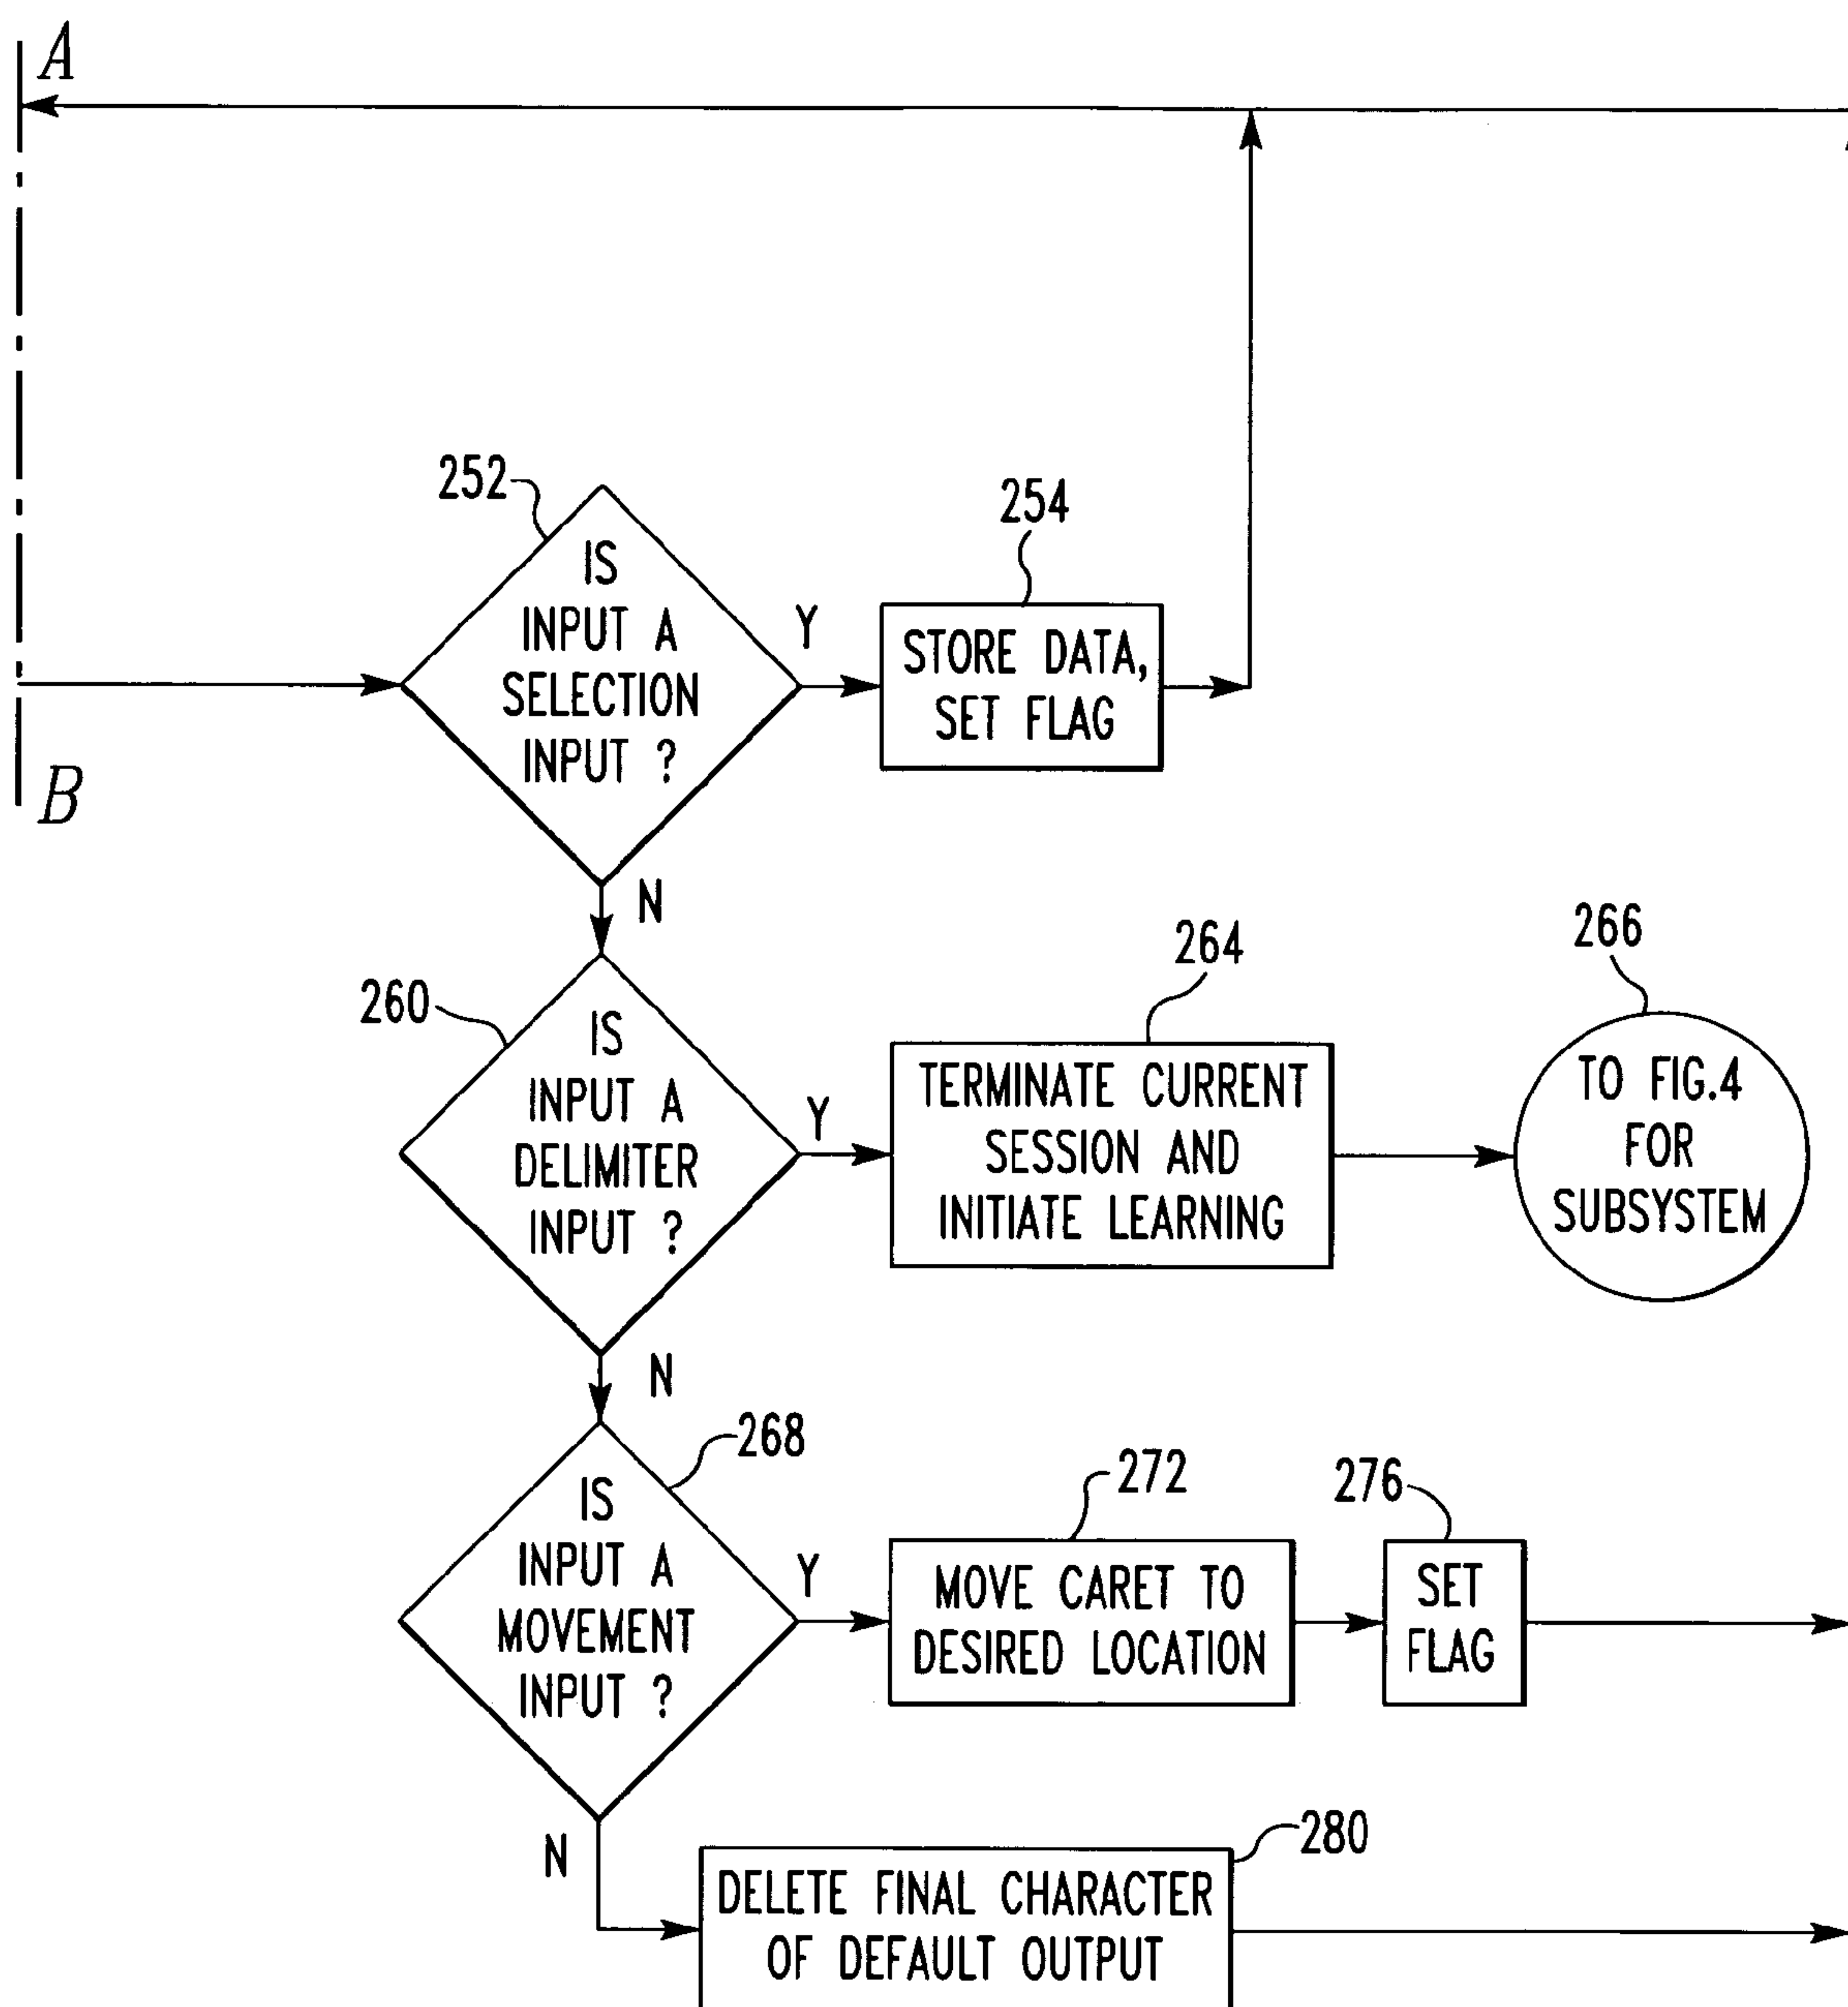 A
B
252
IS
INPUT A
SELECTION
INPUT ?
Y
254
STORE DATA,
SET FLAG
N
260
IS
INPUT A
DELIMITER
INPUT ?
Y
264
TERMINATE CURRENT
SESSION AND
INITIATE LEARNING
266
TO FIG.4
FOR
SUBSYSTEM
N
268
IS
INPUT A
MOVEMENT
INPUT ?
Y
272
MOVE CARET TO
DESIRED LOCATION
276
SET
FLAG
N
280
DELETE FINAL CHARACTER
OF DEFAULT OUTPUT